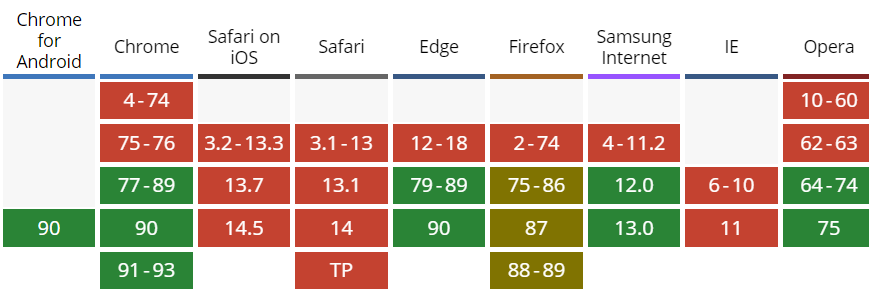 Chrome
for
Android
Chrome
Safari on
iOS
Safari
Edge
Firefox
Samsung
Internet
IE
Opera
4-74
10-60
75-76
3.2-13.3
3.1-13
12-18
2-74
4-11.2
62-63
77-89
13.7
13.1
79-89
75-86
12.0
6-10
64-74
90
90
14.5
14
90
87
13.0
11
75
91-93
TP
88-89